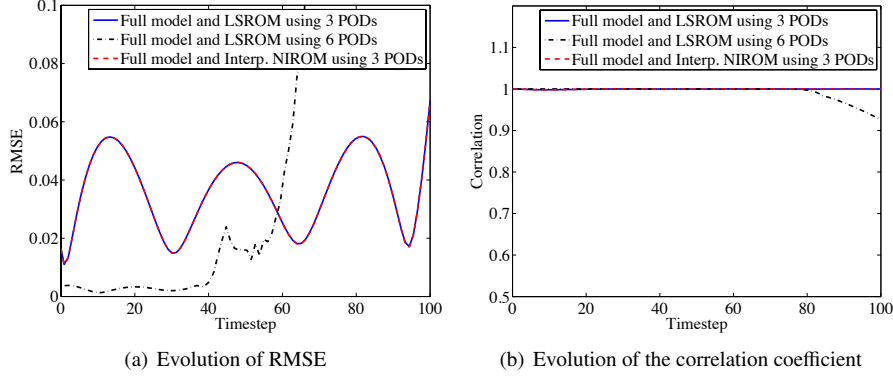 Full model and LSROM using 3 PODs
Full model and LSROM using 6 PODs
Full model and Interp. NIROM using 3 PODs
0.1
0.08
0.06
0.04
0.02
0
RMSE
0
20
40
60
80
100
Timestep
(a) Evolution of RMSE
Full model and LSROM using 3 PODs
Full model and LSROM using 6 PODs
Full model and Interp. NIROM using 3 PODs
1.1
1
0.9
0.8
0.7
0.6
0.5
Correlation
0
20
40
60
80
100
Timestep
(b) Evolution of the correlation coefficient